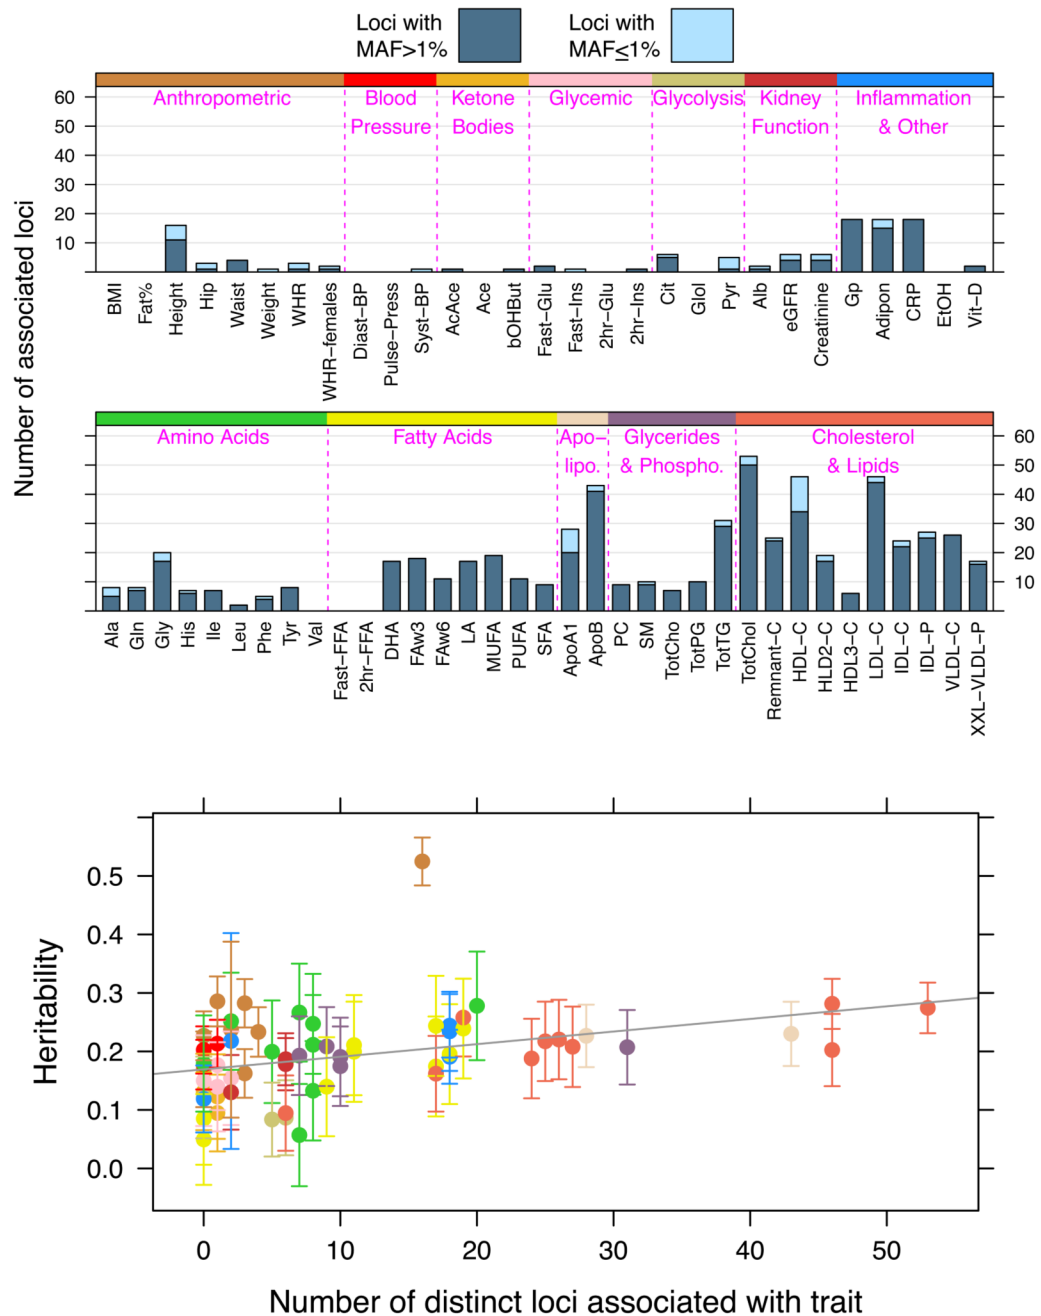 Loci with
MAF>1%
Loci with
MAF≤1%
Number of associated loci
60
50
40
30
20
10
Anthropometric
Blood
Pressure
Ketone
Bodies
Glycemic
Glycolysis
Kidney
Function
Inflammation
& Other
BMI
Fat%
Height
Hip
Waist
Weight
WHR
WHR−females
Diast−BP
Pulse−Press
Syst−BP
AcAce
Ace
bOHBut
Fast−Glu
Fast−Ins
2hr−Glu
2hr−Ins
Cit
Glol
Pyr
Alb
eGFR
Creatinine
Gp
Adipon
CRP
EtOH
Vit−D
Amino Acids
Fatty Acids
Apo−
lipo.
Glycerides
& Phospho.
Cholesterol
& Lipids
60
50
40
30
20
10
Ala
Gln
Gly
His
Ile
Leu
Phe
Tyr
Val
Fast−FFA
2hr−FFA
DHA
FAw3
FAw6
LA
MUFA
PUFA
SFA
ApoA1
ApoB
PC
SM
TotCho
TotPG
TotTG
TotChol
Remnant−C
HDL−C
HLD2−C
HDL3−C
LDL−C
IDL−C
IDL−P
VLDL−C
XXL−VLDL−P
Heritability
0.5
0.4
0.3
0.2
0.1
0.0
0
10
20
30
40
50
Number of distinct loci associated with trait